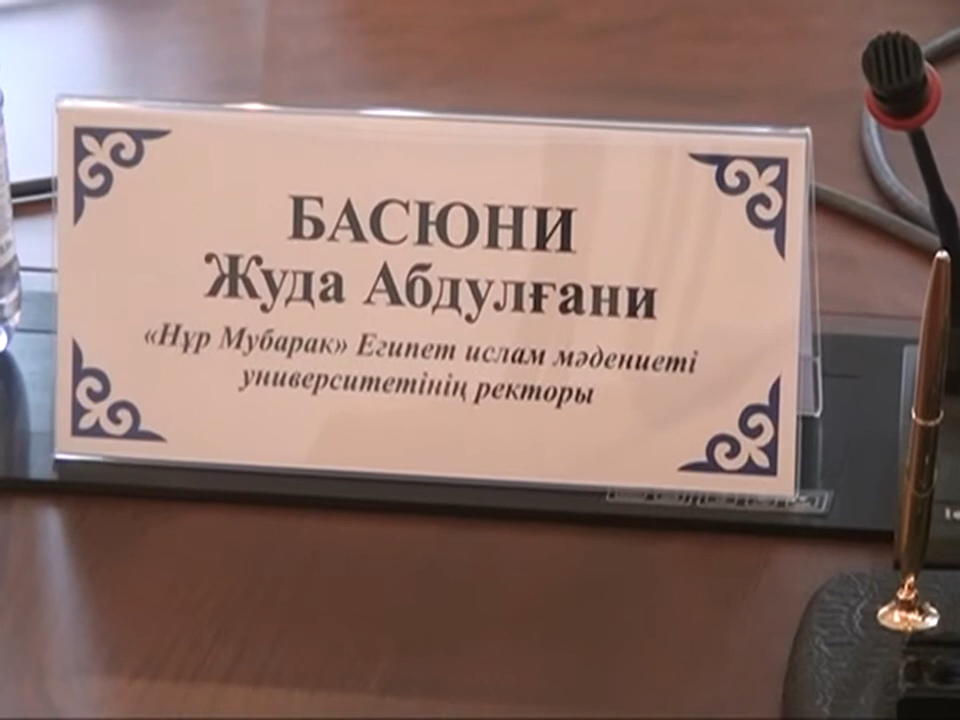 БАСЮНИ
Жуда Абдулғани
«Нұр Мубарак» Египет ислам мәдениеті
университетінің ректоры